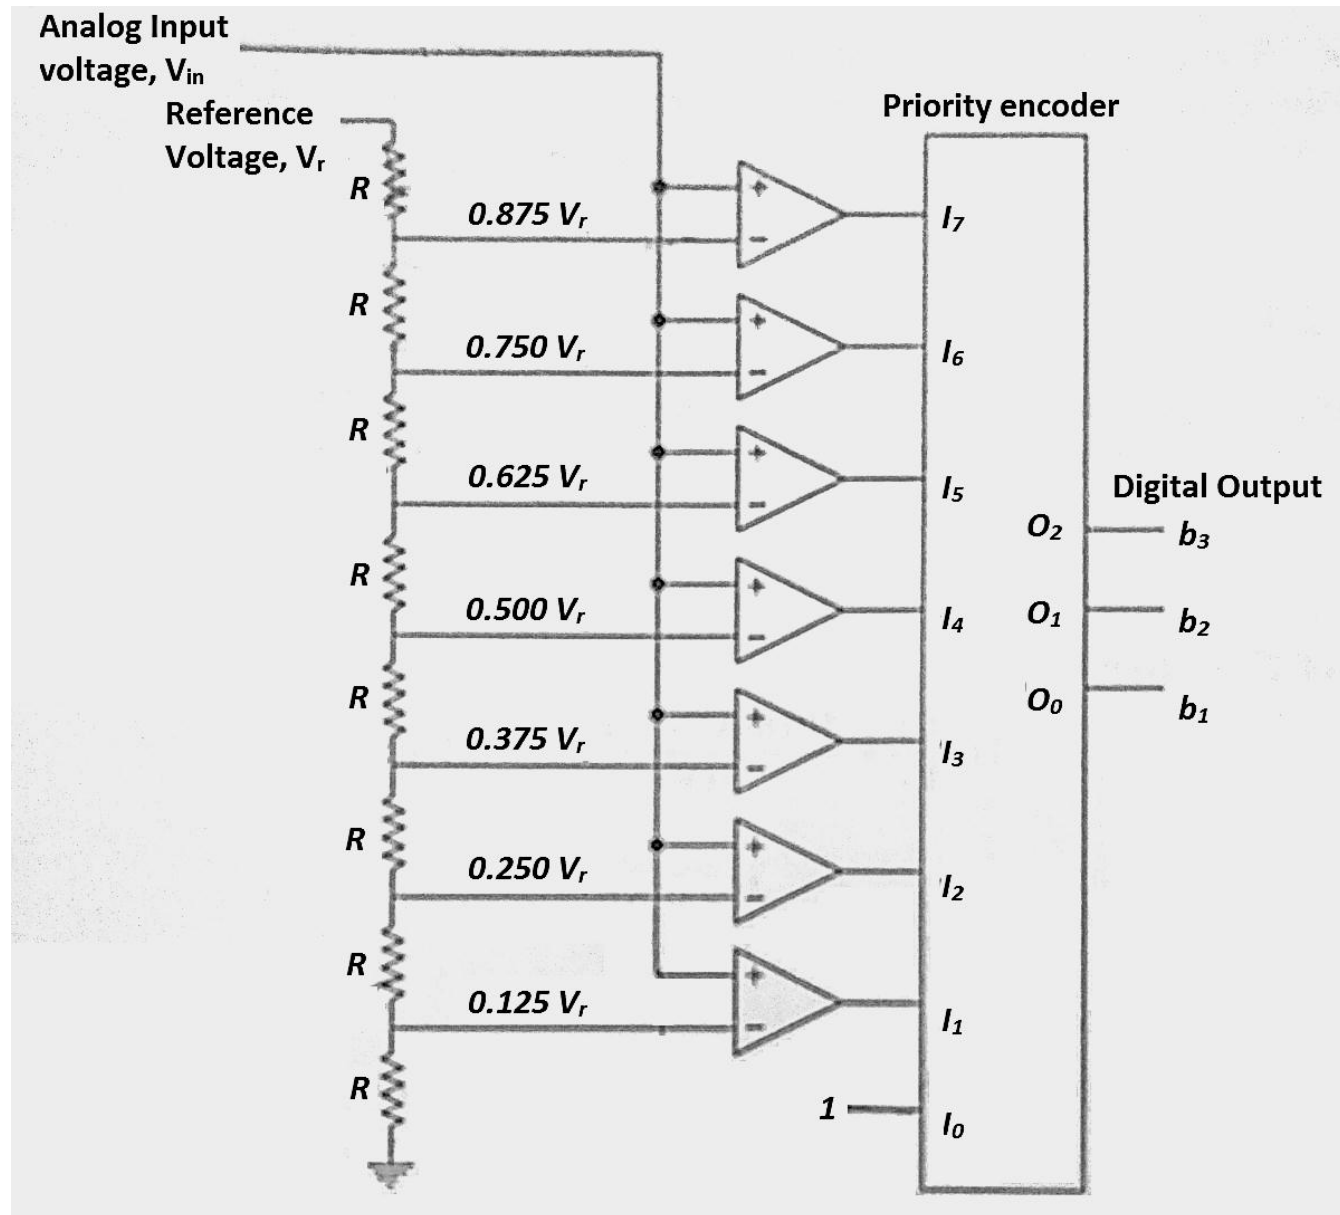 Analog Input
voltage, Vin
Reference
Voltage, Vr
Priority encoder
R
0.875 Vr
+
-
I7
R
0.750 Vr
+
-
I6
R
0.625 Vr
+
-
I5
Digital Output
O2
b3
R
0.500 Vr
+
-
I4
O1
b2
R
0.375 Vr
+
-
I3
O0
b1
R
0.250 Vr
+
-
I2
R
0.125 Vr
+
-
I1
R
1
I0